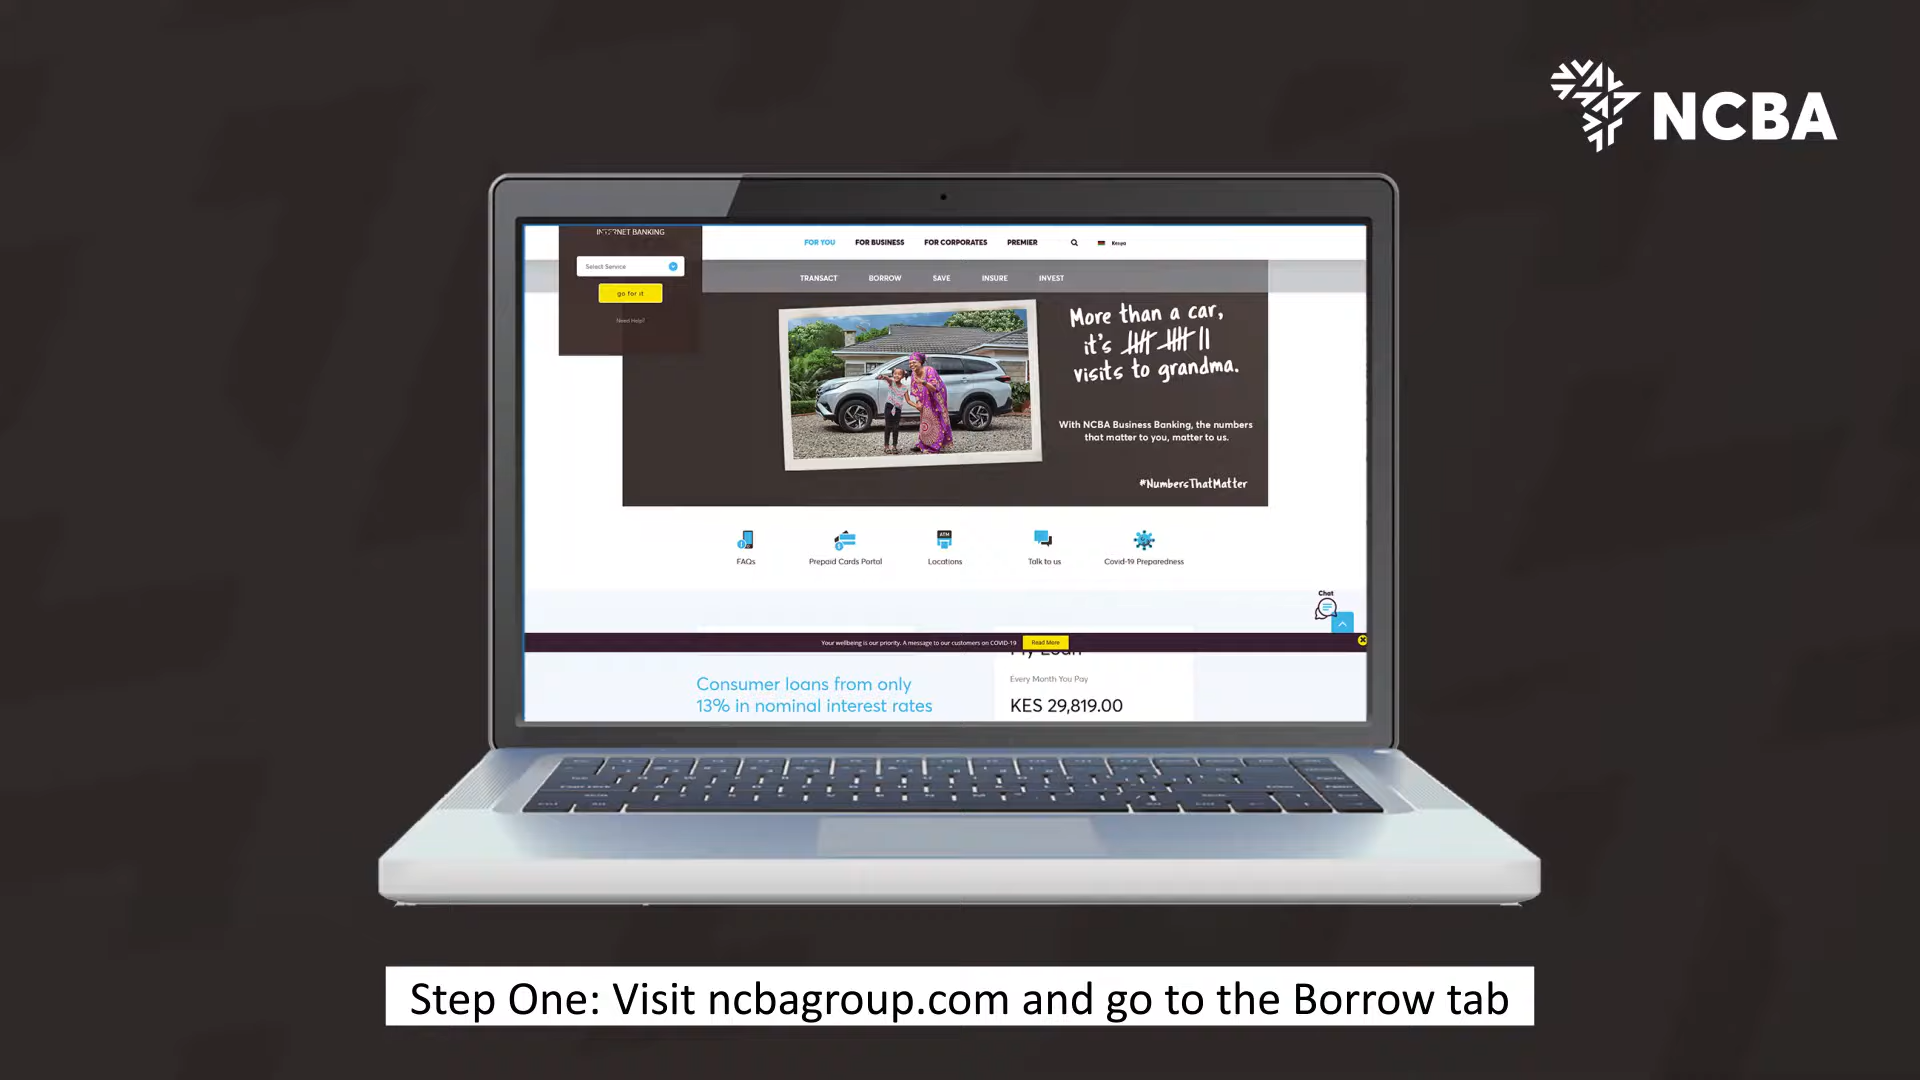 NCBA
INTERNET BANKING
Select Service
go for it
Need Help?
FOR YOU FOR BUSINESS FOR CORPORATES PREMIER Kenya
TRANSACT BORROW SAVE INSURE INVEST
More than a car,
it's
visits to grandma.
With NCBA Business Banking, the numbers
that matter to you, matter to us.
#NumbersThatMatter
ATM
FAQs Prepaid Cards Portal Locations Talk to us Covid-19 Preparedness
Chat
Your wellbeing is our priority. A message to our customers on COVID-19 Read More
My Loan
Consumer loans from only
13% in nominal interest rates
Every Month You Pay
KES 29,819.00
Step One: Visit ncbagroup.com and go to the Borrow tab